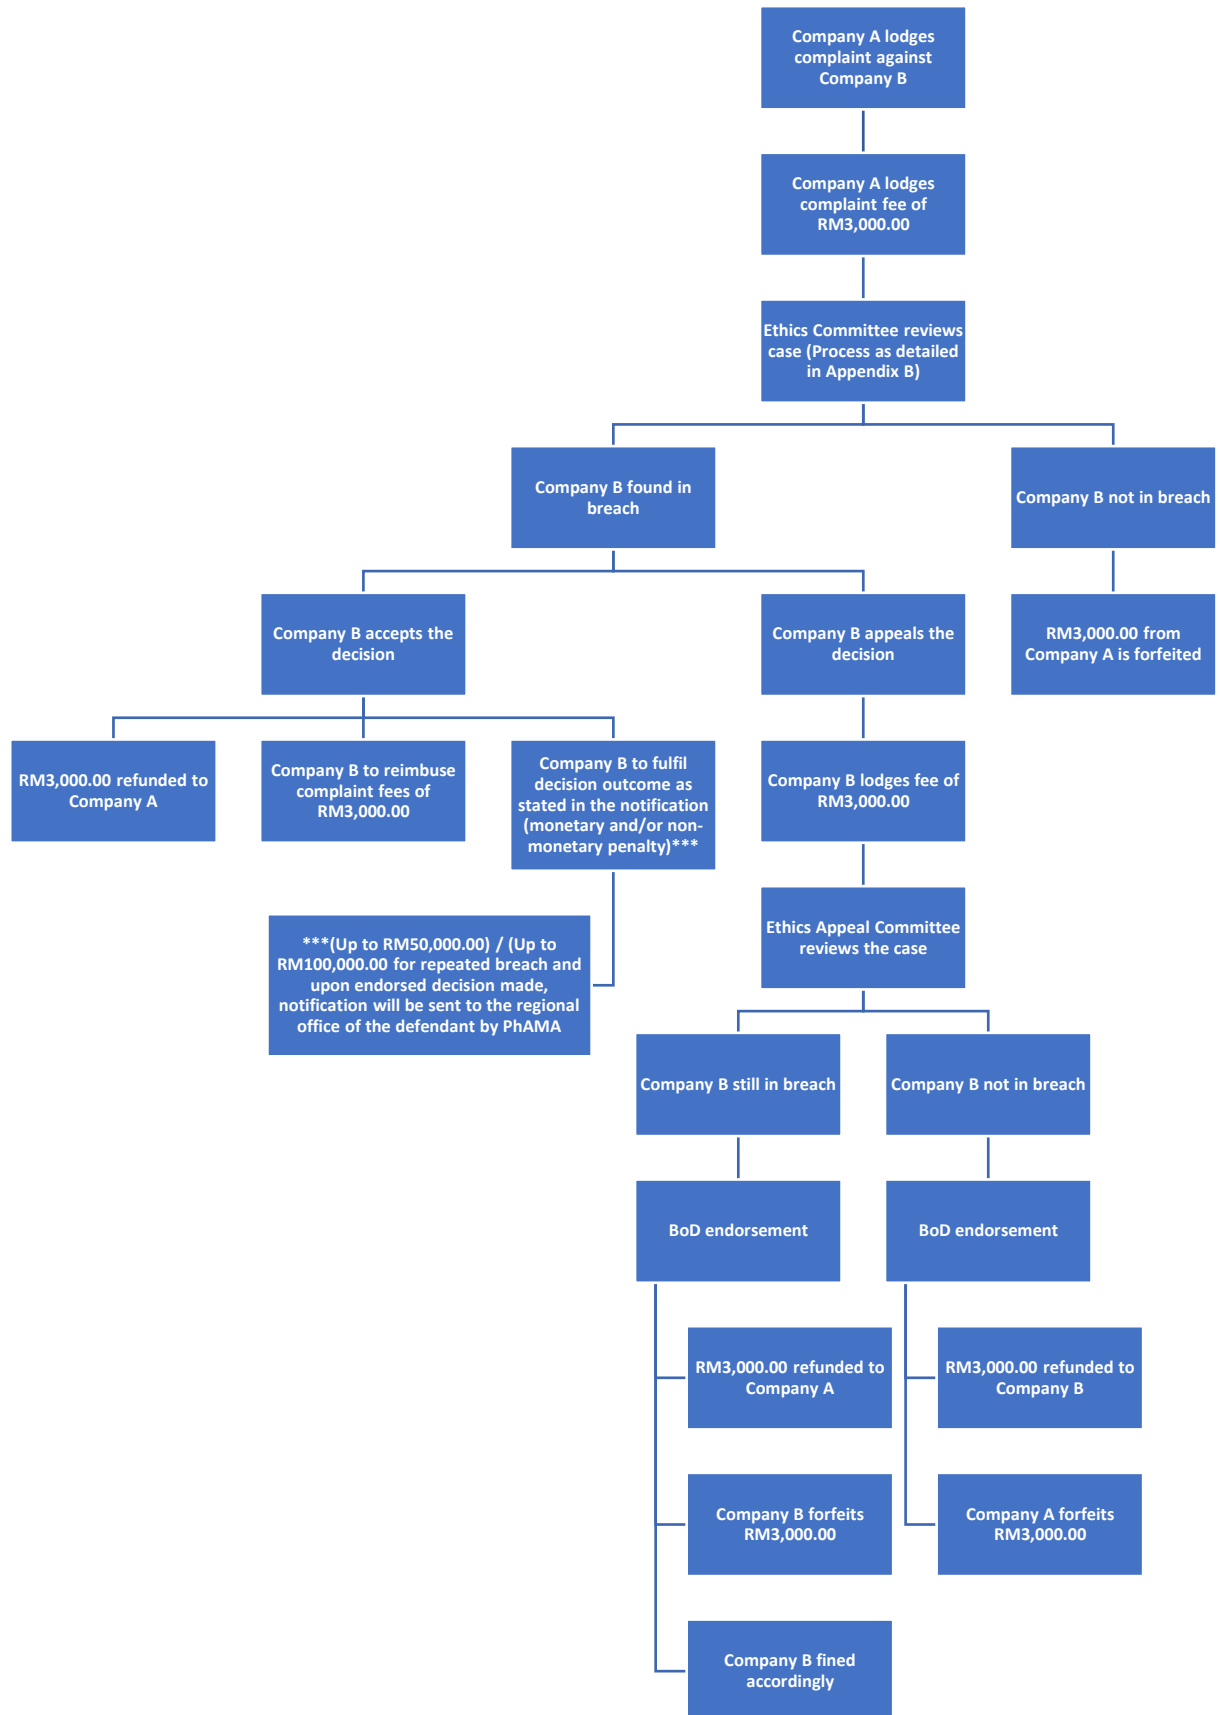 Company A lodges
complaint against
Company B
Company A lodges
complaint fee of
RM3,000.00
Ethics Committee reviews
case (Process as detailed
in Appendix B)
Company B found in
breach
Company B not in breach
Company B accepts the
decision
Company B appeals the
decision
RM3,000.00 from
Company A is forfeited
RM3,000.00 refunded to
Company A
Company B to reimbuse
complaint fees of
RM3,000.00
Company B to fulfil
decision outcome as
stated in the notification
(monetary and/or non-
monetary penalty)***
Company B lodges fee of
RM3,000.00
***(Up to RM50,000.00) / (Up to
RM100,000.00 for repeated breach and
upon endorsed decision made,
notification will be sent to the regional
office of the defendant by PhAMA
Ethics Appeal Committee
reviews the case
Company B still in breach
Company B not in breach
BoD endorsement
BoD endorsement
RM3,000.00 refunded to
Company A
RM3,000.00 refunded to
Company B
Company B forfeits
RM3,000.00
Company A forfeits
RM3,000.00
Company B fined
accordingly